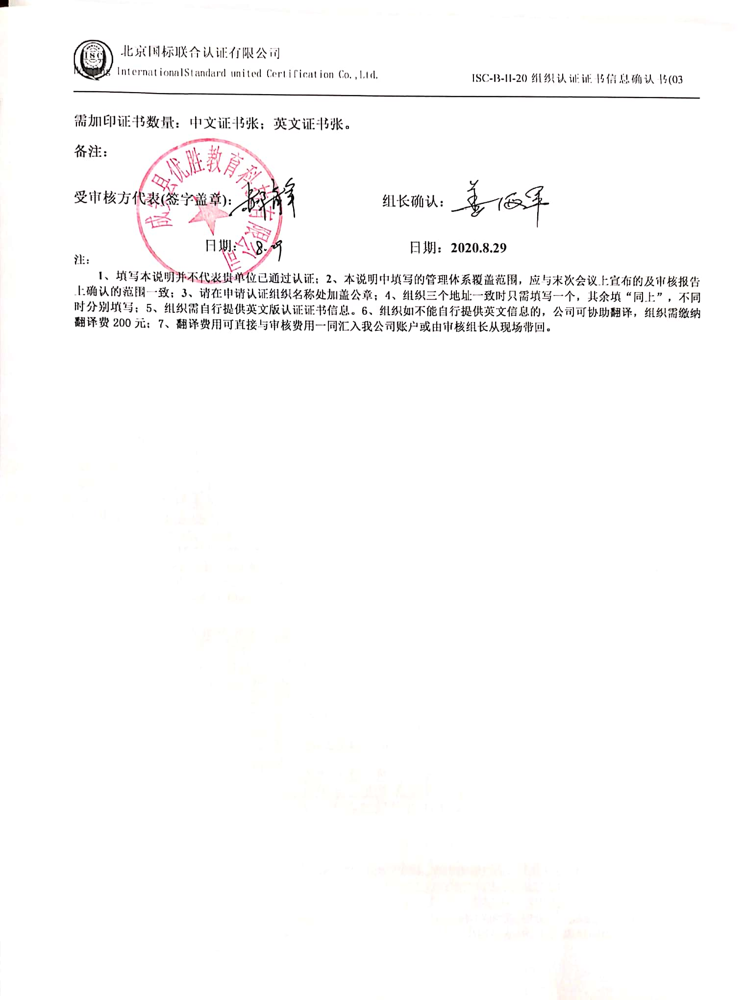 ISC
北京国标联合认证有限公司
Beijing InternationalStandard united Certification Co.,Ltd.
ISC-B-II-20 组织认证证书信息确认书(03
需加印证书数量：中文证书张；英文证书张。
备注：
成安县优胜教育科技有限公司
受审核方代表(签字盖章)：
组长确认：
日期：8.29
日期：2020.8.29
注：
1、填写本说明并不代表贵单位已通过认证；2、本说明中填写的管理体系覆盖范围，应与末次会议上宣布的及审核报告
上确认的范围一致；3、请在申请认证组织名称处加盖公章；4、组织三个地址一致时只需填写一个，其余填“同上”，不同
时分别填写；5、组织需自行提供英文版认证证书信息。6、组织如不能自行提供英文信息的，公司可协助翻译，组织需缴纳
翻译费 200 元；7、翻译费用可直接与审核费用一同汇入我公司账户或由审核组长从现场带回。